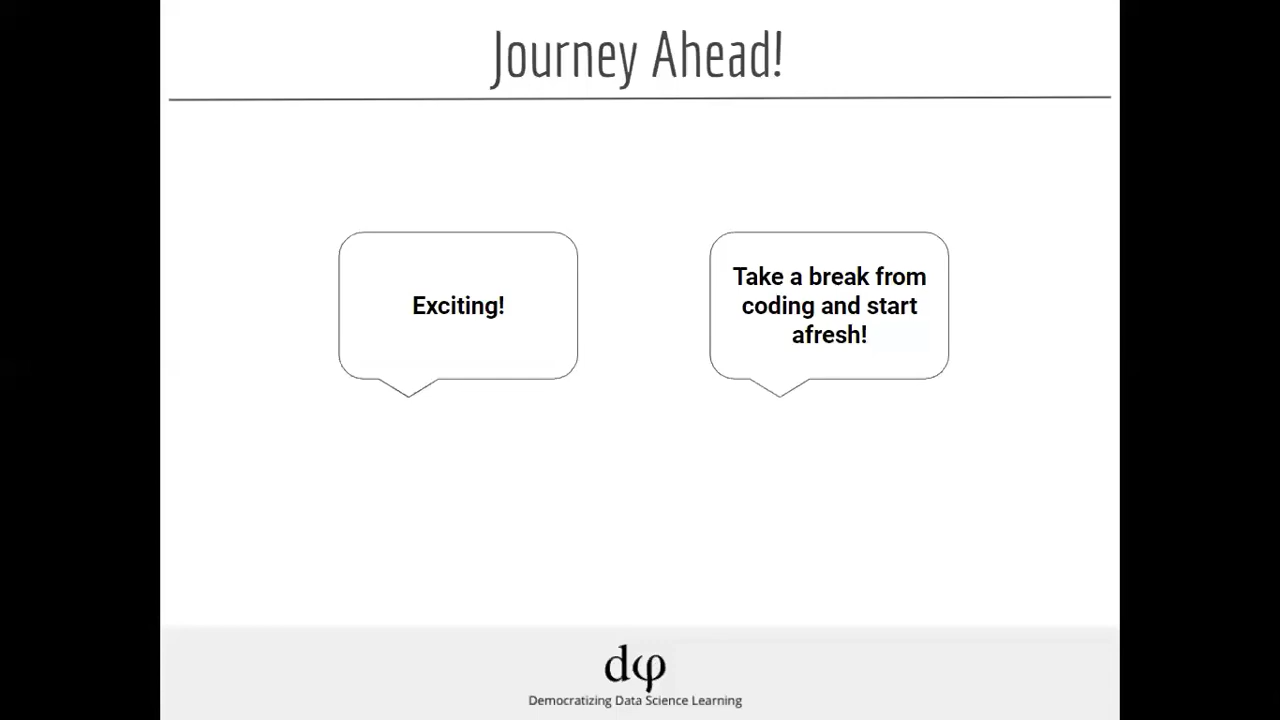 Journey Ahead!
Exciting!
Take a break from
coding and start
afresh!
dφ
Democratizing Data Science Learning